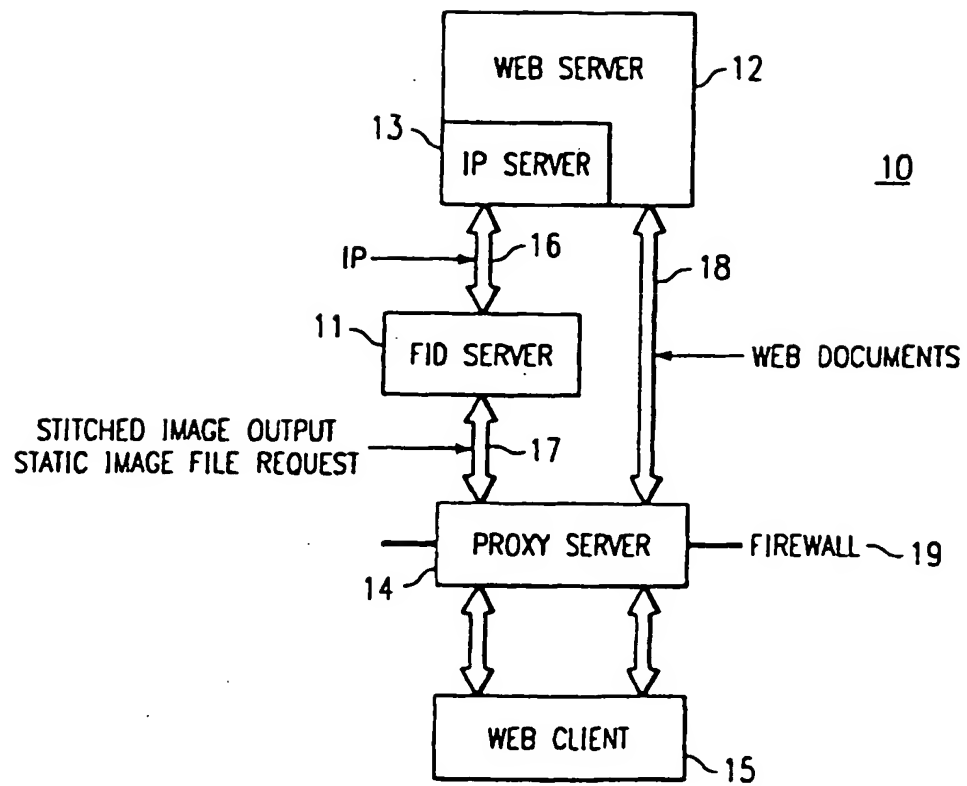 WEB SERVER
12
13
IP SERVER
10
IP
16
18
11
FID SERVER
WEB DOCUMENTS
STITCHED IMAGE OUTPUT
STATIC IMAGE FILE REQUEST
17
PROXY SERVER
FIREWALL
19
14
WEB CLIENT
15